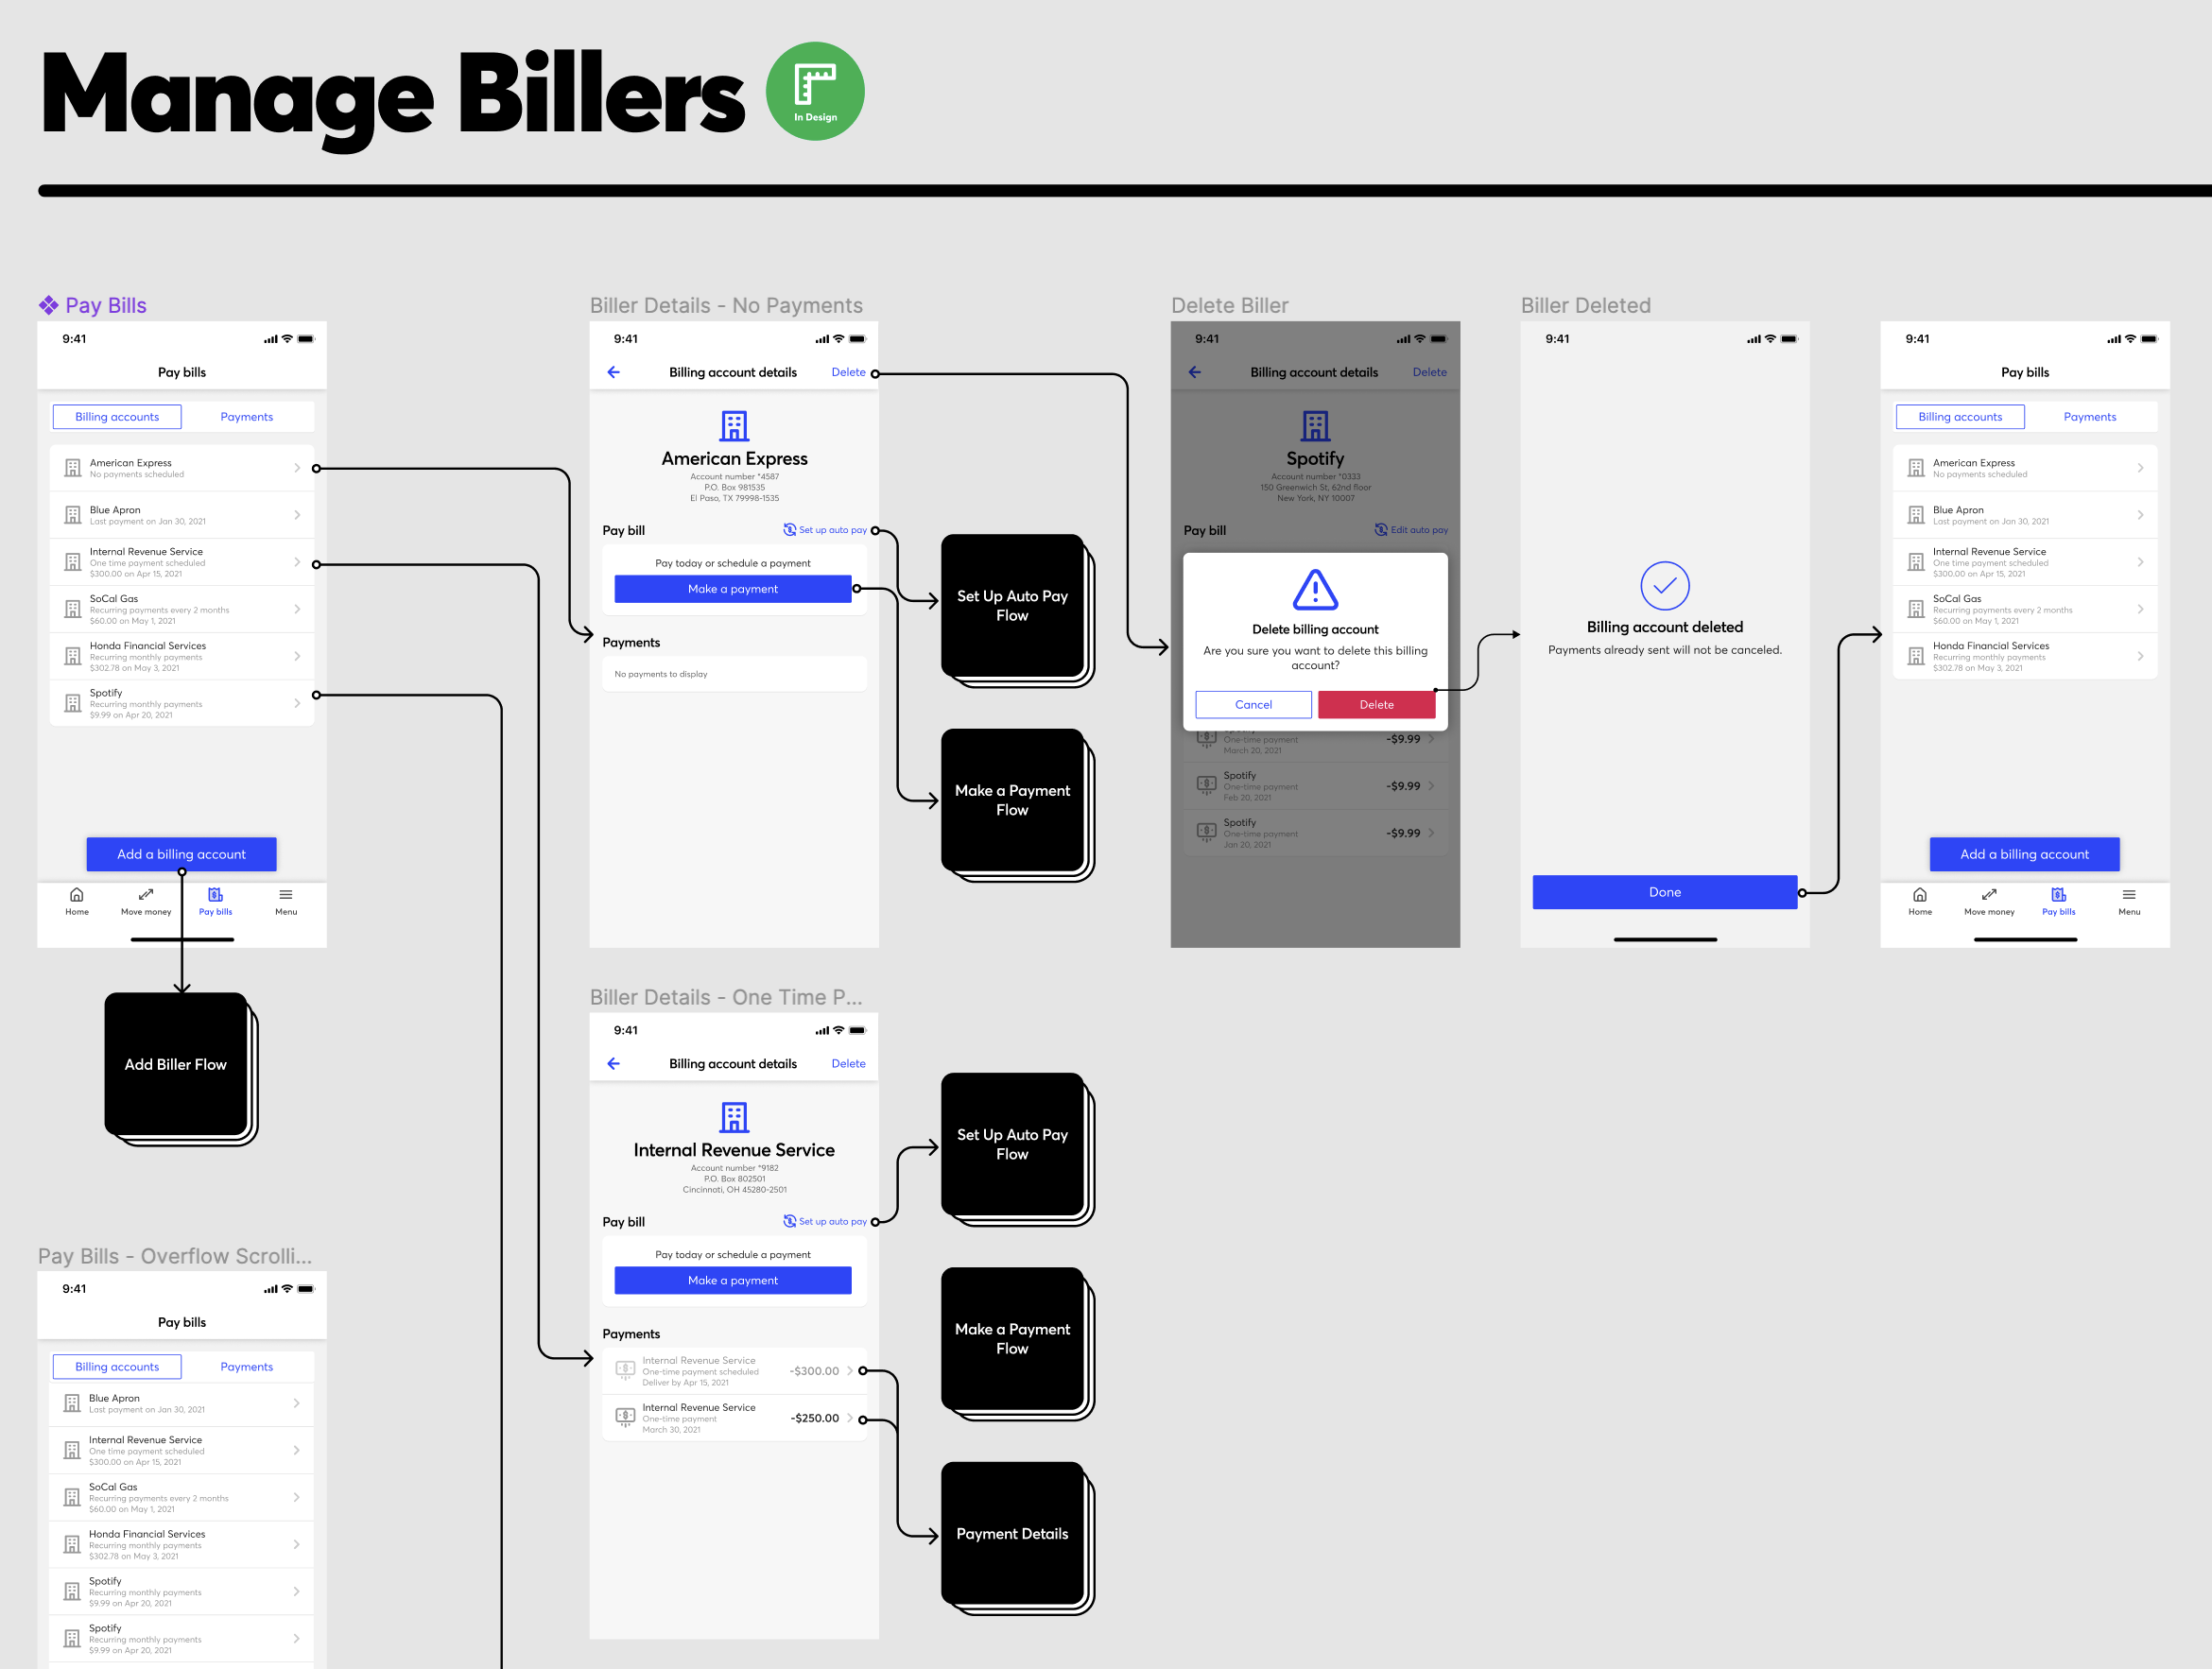 Manage Billers
In Design
Pay Bills
9:41
Pay bills
Billing accounts
Payments
American Express
No payments scheduled
Blue Apron
Last payment on Jan 30, 2021
Internal Revenue Service
One time payment scheduled
$300.00 on Apr 15, 2021
SoCal Gas
Recurring payments every 2 months
$60.00 on May 1, 2021
Honda Financial Services
Recurring monthly payments
$302.78 on May 3, 2021
Spotify
Recurring monthly payments
$9.99 on Apr 20, 2021
Add a billing account
Home
Move money
Pay bills
Menu
Add Biller Flow
Biller Details - No Payments
9:41
Billing account details
Delete
American Express
Account number *4587
P.O. Box 981535
El Paso, TX 79998-1535
Pay bill
Set up auto pay
Pay today or schedule a payment
Make a payment
Payments
No payments to display
Set Up Auto Pay
Flow
Make a Payment
Flow
Delete Biller
9:41
Billing account details
Delete
Spotify
Account number *0333
150 Greenwich St, 62nd floor
New York, NY 10007
Pay bill
Edit auto pay
Delete billing account
Are you sure you want to delete this billing
account?
Cancel
Delete
One-time payment
March 20, 2021
-$9.99
Spotify
One-time payment
Feb 20, 2021
-$9.99
Spotify
One-time payment
Jan 20, 2021
-$9.99
Biller Deleted
9:41
Billing account deleted
Payments already sent will not be canceled.
Done
9:41
Pay bills
Billing accounts
Payments
American Express
No payments scheduled
Blue Apron
Last payment on Jan 30, 2021
Internal Revenue Service
One time payment scheduled
$300.00 on Apr 15, 2021
SoCal Gas
Recurring payments every 2 months
$60.00 on May 1, 2021
Honda Financial Services
Recurring monthly payments
$302.78 on May 3, 2021
Add a billing account
Home
Move money
Pay bills
Menu
Biller Details - One Time P...
9:41
Billing account details
Delete
Internal Revenue Service
Account number *9182
P.O. Box 802501
Cincinnati, OH 45280-2501
Pay bill
Set up auto pay
Pay today or schedule a payment
Make a payment
Payments
Internal Revenue Service
One-time payment scheduled
Deliver by Apr 15, 2021
-$300.00
Internal Revenue Service
One-time payment
March 30, 2021
-$250.00
Set Up Auto Pay
Flow
Make a Payment
Flow
Payment Details
Pay Bills - Overflow Scrolli...
9:41
Pay bills
Billing accounts
Payments
Blue Apron
Last payment on Jan 30, 2021
Internal Revenue Service
One time payment scheduled
$300.00 on Apr 15, 2021
SoCal Gas
Recurring payments every 2 months
$60.00 on May 1, 2021
Honda Financial Services
Recurring monthly payments
$302.78 on May 3, 2021
Spotify
Recurring monthly payments
$9.99 on Apr 20, 2021
Spotify
Recurring monthly payments
$9.99 on Apr 20, 2021